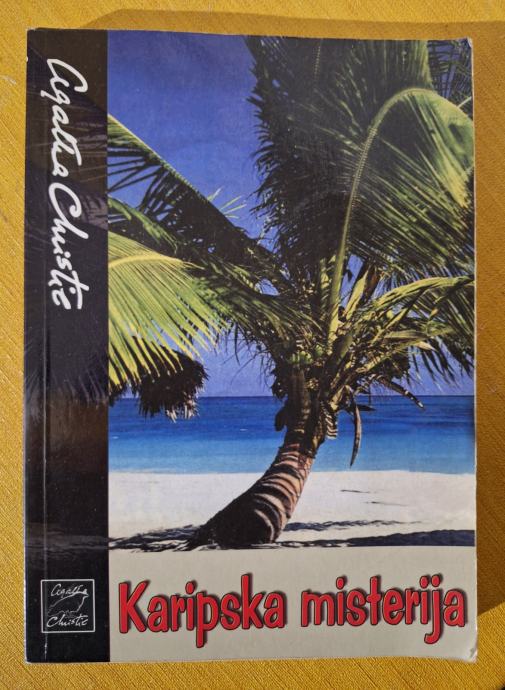 Agatha Christie
Agatha
Christie
Karipska misterija